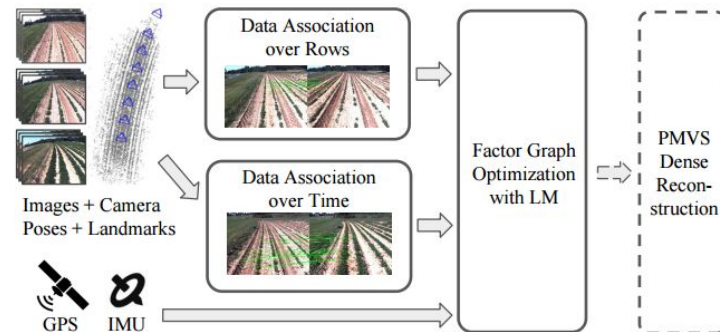 Data Association
over Rows
Images + Camera
Poses + Landmarks
Data Association
over Time
GPS
IMU
Factor Graph
Optimization
with LM
PMVS
Dense
Recon-
struction